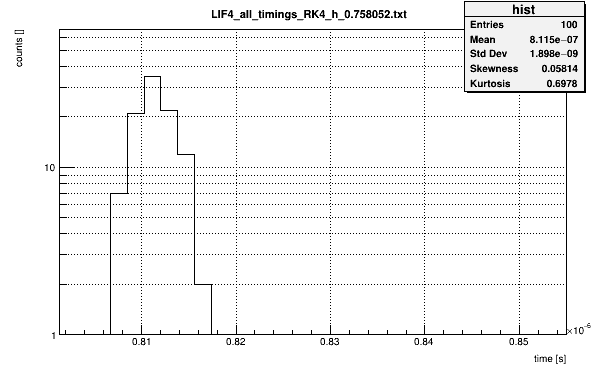 LIF4_all_timings_RK4_h_0.758052.txt
hist
Entries 100
Mean 8.115e−07
Std Dev 1.898e−09
Skewness 0.05814
Kurtosis 0.6978
counts []
10
1
0.81 0.82 0.83 0.84 0.85
×10⁻⁶
time [s]